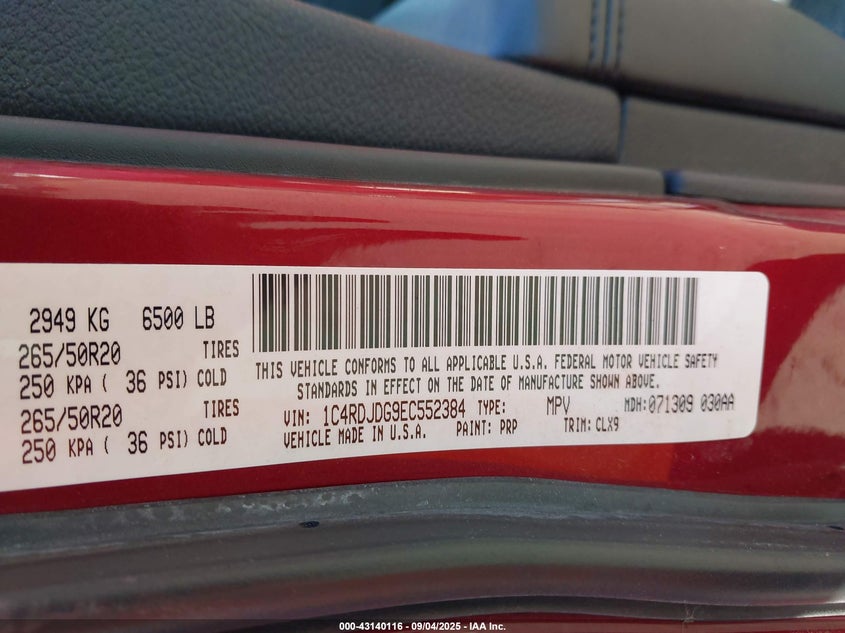 2949 KG 6500 LB
265/50R20 TIRES
250 KPA ( 36 PSI) COLD
265/50R20 TIRES
250 KPA ( 36 PSI) COLD
THIS VEHICLE CONFORMS TO ALL APPLICABLE U.S.A. FEDERAL MOTOR VEHICLE SAFETY
STANDARDS IN EFFECT ON THE DATE OF MANUFACTURE SHOWN ABOVE.
VIN: 1C4RDJDG9EC552384 TYPE: MPV MDH:071309 030AA
VEHICLE MADE IN U.S.A. PAINT: PRP TRIM: CLX9
000-43140116 - 09/04/2025 - IAA Inc.